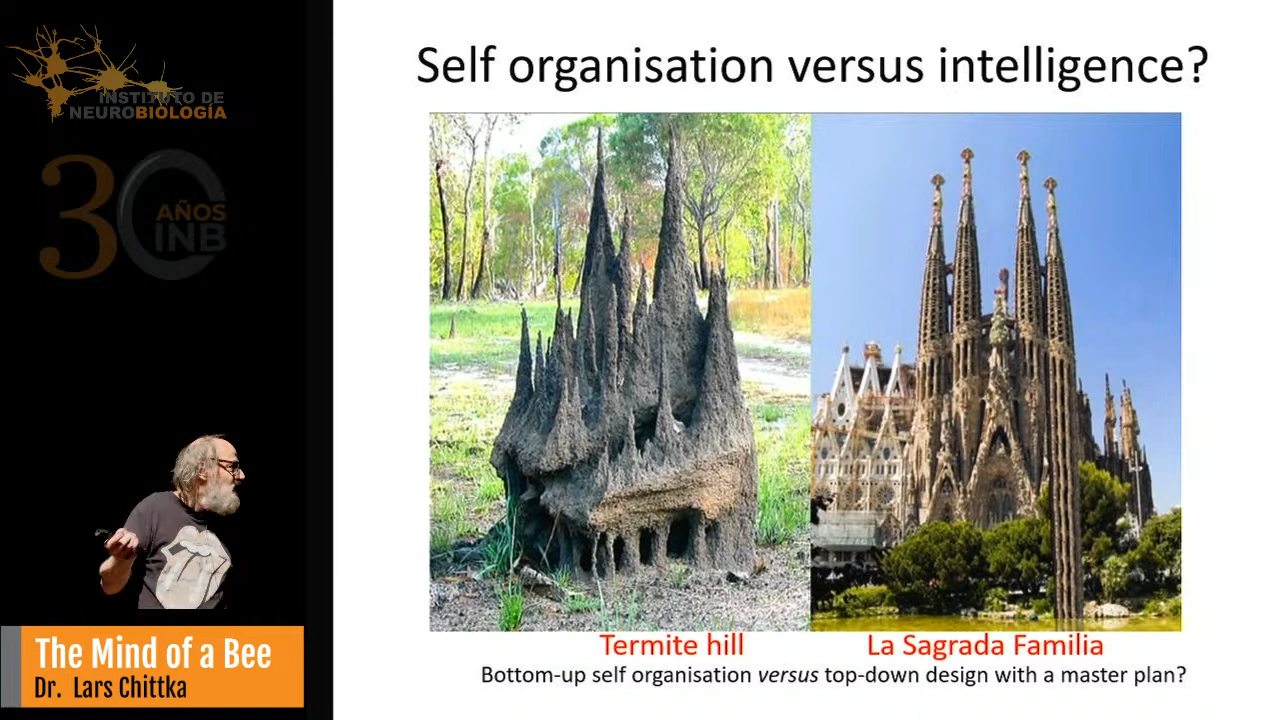 INSTITUTO DE
NEUROBIOLOGÍA
30
AÑOS
INB
Self organisation versus intelligence?
Termite hill
La Sagrada Familia
Bottom-up self organisation versus top-down design with a master plan?
The Mind of a Bee
Dr. Lars Chittka